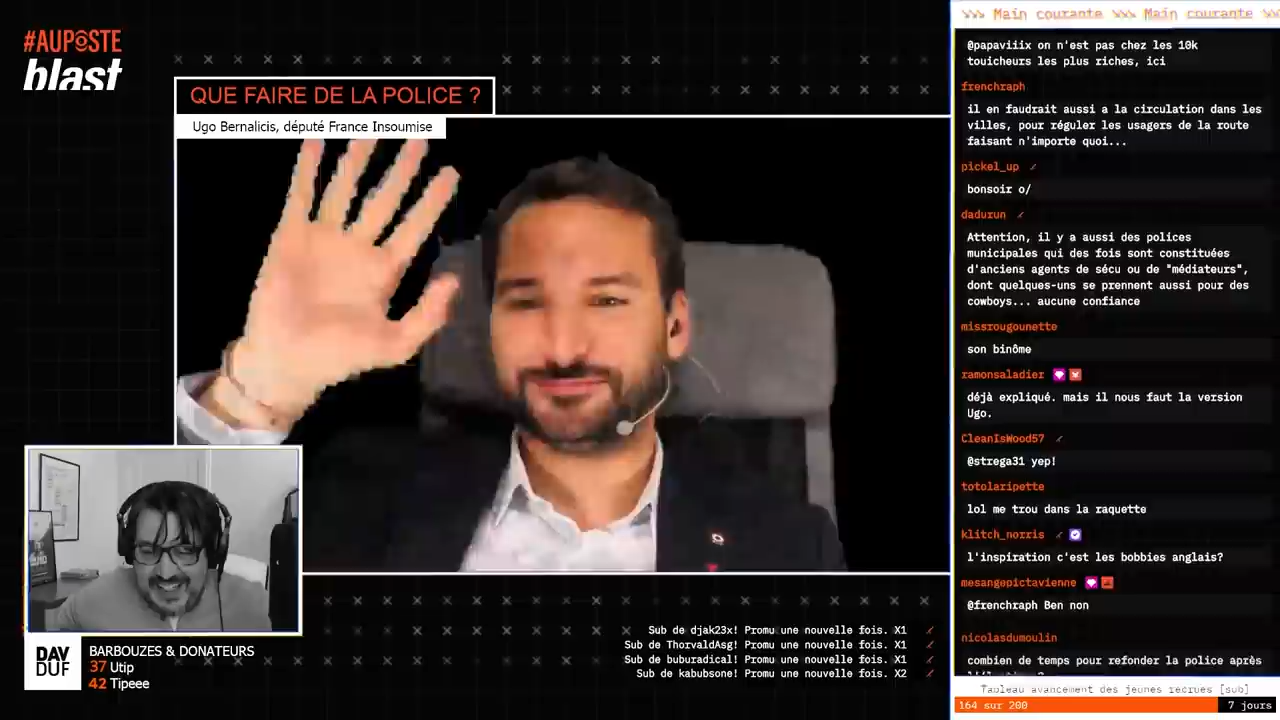 #AUPOSTE
blast
QUE FAIRE DE LA POLICE ?
Ugo Bernalicis, député France Insoumise
DAV
DUF
BARBOUZES & DONATEURS
37 Utip
42 Tipeee
Sub de djak23x! Promu une nouvelle fois. X1
Sub de ThorvaldAsg! Promu une nouvelle fois. X1
Sub de buburadical! Promu une nouvelle fois. X1
Sub de kabubsone! Promu une nouvelle fois. X2
>>> Main courante >>> Main courante >>>
@papaviiix on n'est pas chez les 10k
touicheurs les plus riches, ici
frenchraph
il en faudrait aussi a la circulation dans les
villes, pour réguler les usagers de la route
faisant n'importe quoi...
pickel_up
bonsoir o/
dadurun
Attention, il y a aussi des polices
municipales qui des fois sont constituées
d'anciens agents de sécu ou de "médiateurs",
dont quelques-uns se prennent aussi pour des
cowboys... aucune confiance
missrougounette
son binôme
ramonsaladier
déjà expliqué. mais il nous faut la version
Ugo.
CleanIsWood57
@strega31 yep!
totolaripette
lol me trou dans la raquette
klitch_norris
l'inspiration c'est les bobbies anglais?
mesangepictavienne
@frenchraph Ben non
nicolasdumoulin
combien de temps pour refonder la police après
Tableau avancement des jeunes recrues [sub]
164 sur 200
7 jours